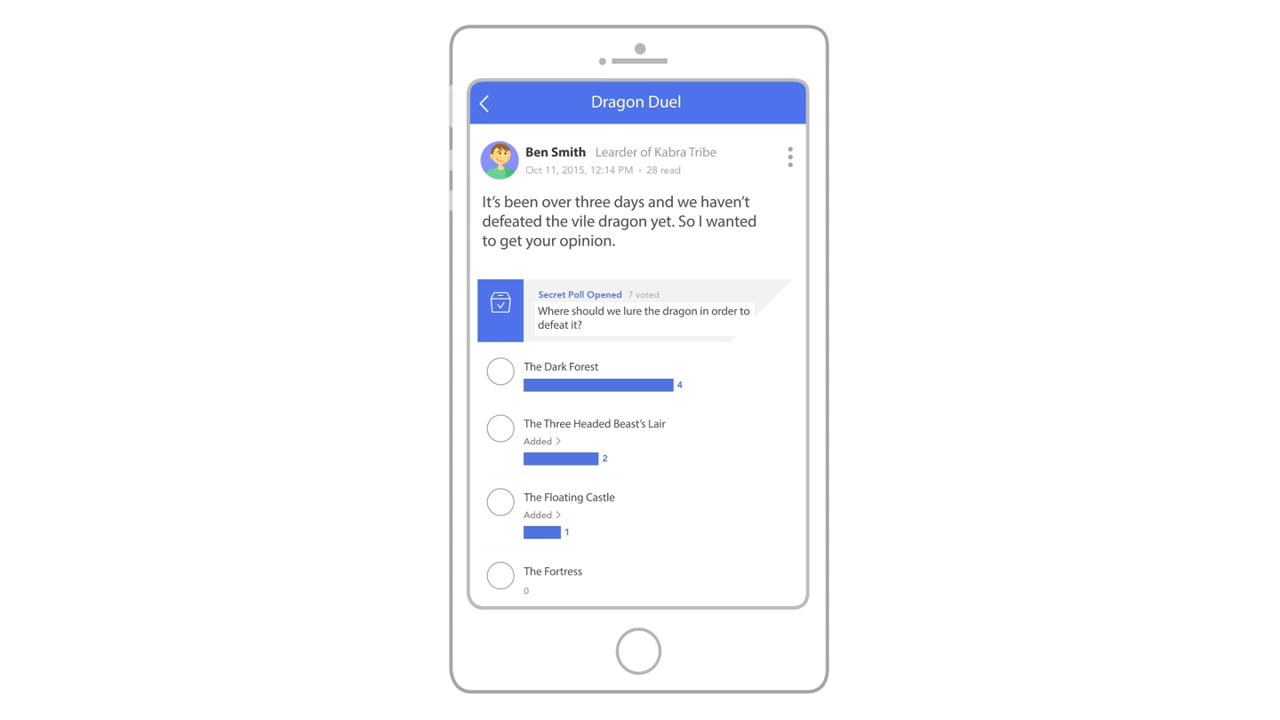 Dragon Duel
Ben Smith Learder of Kabra Tribe
Oct 11, 2015, 12:14 PM • 28 read
It’s been over three days and we haven’t
defeated the vile dragon yet. So I wanted
to get your opinion.
Secret Poll Opened 7 voted
Where should we lure the dragon in order to
defeat it?
The Dark Forest
4
The Three Headed Beast’s Lair
Added >
2
The Floating Castle
Added >
1
The Fortress
0